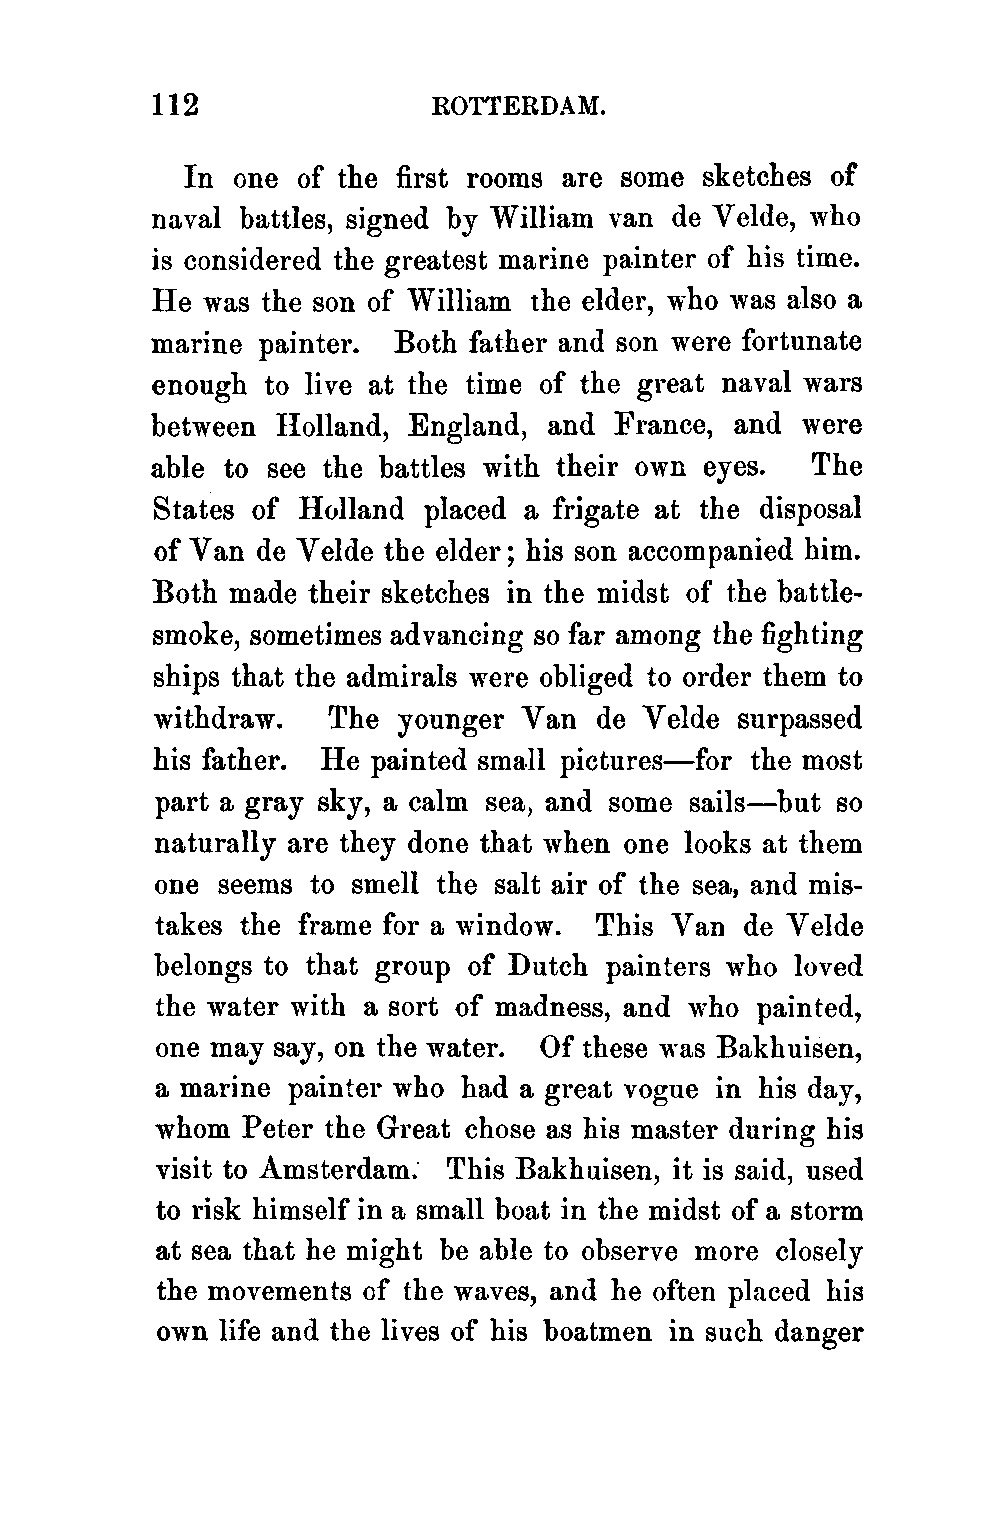 112 ROTTERDAM.
In one of the first rooms are some sketches of
naval battles, signed by William van de Velde, who
is considered the greatest marine painter of his time.
He was the son of William the elder, who was also a
marine painter. Both father and son were fortunate
enough to live at the time of the great naval wars
between Holland, England, and France, and were
able to see the battles with their own eyes. The
States of Holland placed a frigate at the disposal
of Van de Velde the elder; his son accompanied him.
Both made their sketches in the midst of the battle-
smoke, sometimes advancing so far among the fighting
ships that the admirals were obliged to order them to
withdraw. The younger Van de Velde surpassed
his father. He painted small pictures—for the most
part a gray sky, a calm sea, and some sails—but so
naturally are they done that when one looks at them
one seems to smell the salt air of the sea, and mis-
takes the frame for a window. This Van de Velde
belongs to that group of Dutch painters who loved
the water with a sort of madness, and who painted,
one may say, on the water. Of these was Bakhuisen,
a marine painter who had a great vogue in his day,
whom Peter the Great chose as his master during his
visit to Amsterdam. This Bakhuisen, it is said, used
to risk himself in a small boat in the midst of a storm
at sea that he might be able to observe more closely
the movements of the waves, and he often placed his
own life and the lives of his boatmen in such danger